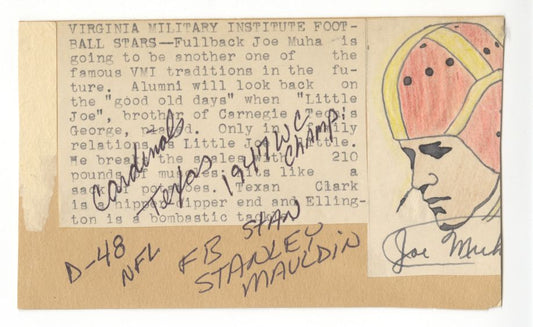 VIRGINIA MILITARY INSTITUTE FOOT-
BALL STARS—Fullback Joe Muha is
going to be another one of the
famous VMI traditions in the fu-
ture. Alumni will look back on
the "good old days" when "Little
Joe", brother of Carnegie Tech's
George, played. Only in family
relations is Little Joe little.
He breaks the scales with 210
pounds of muscle. Hits like a
sack of potatoes. Texan Clark
is chipper end and Elling-
ton is a bombastic tackle.
Cardinals
Texas
1947 WC
CHAMP!
D-48
NFL
FB STAN
STANLEY
MAULDIN
Joe Muh